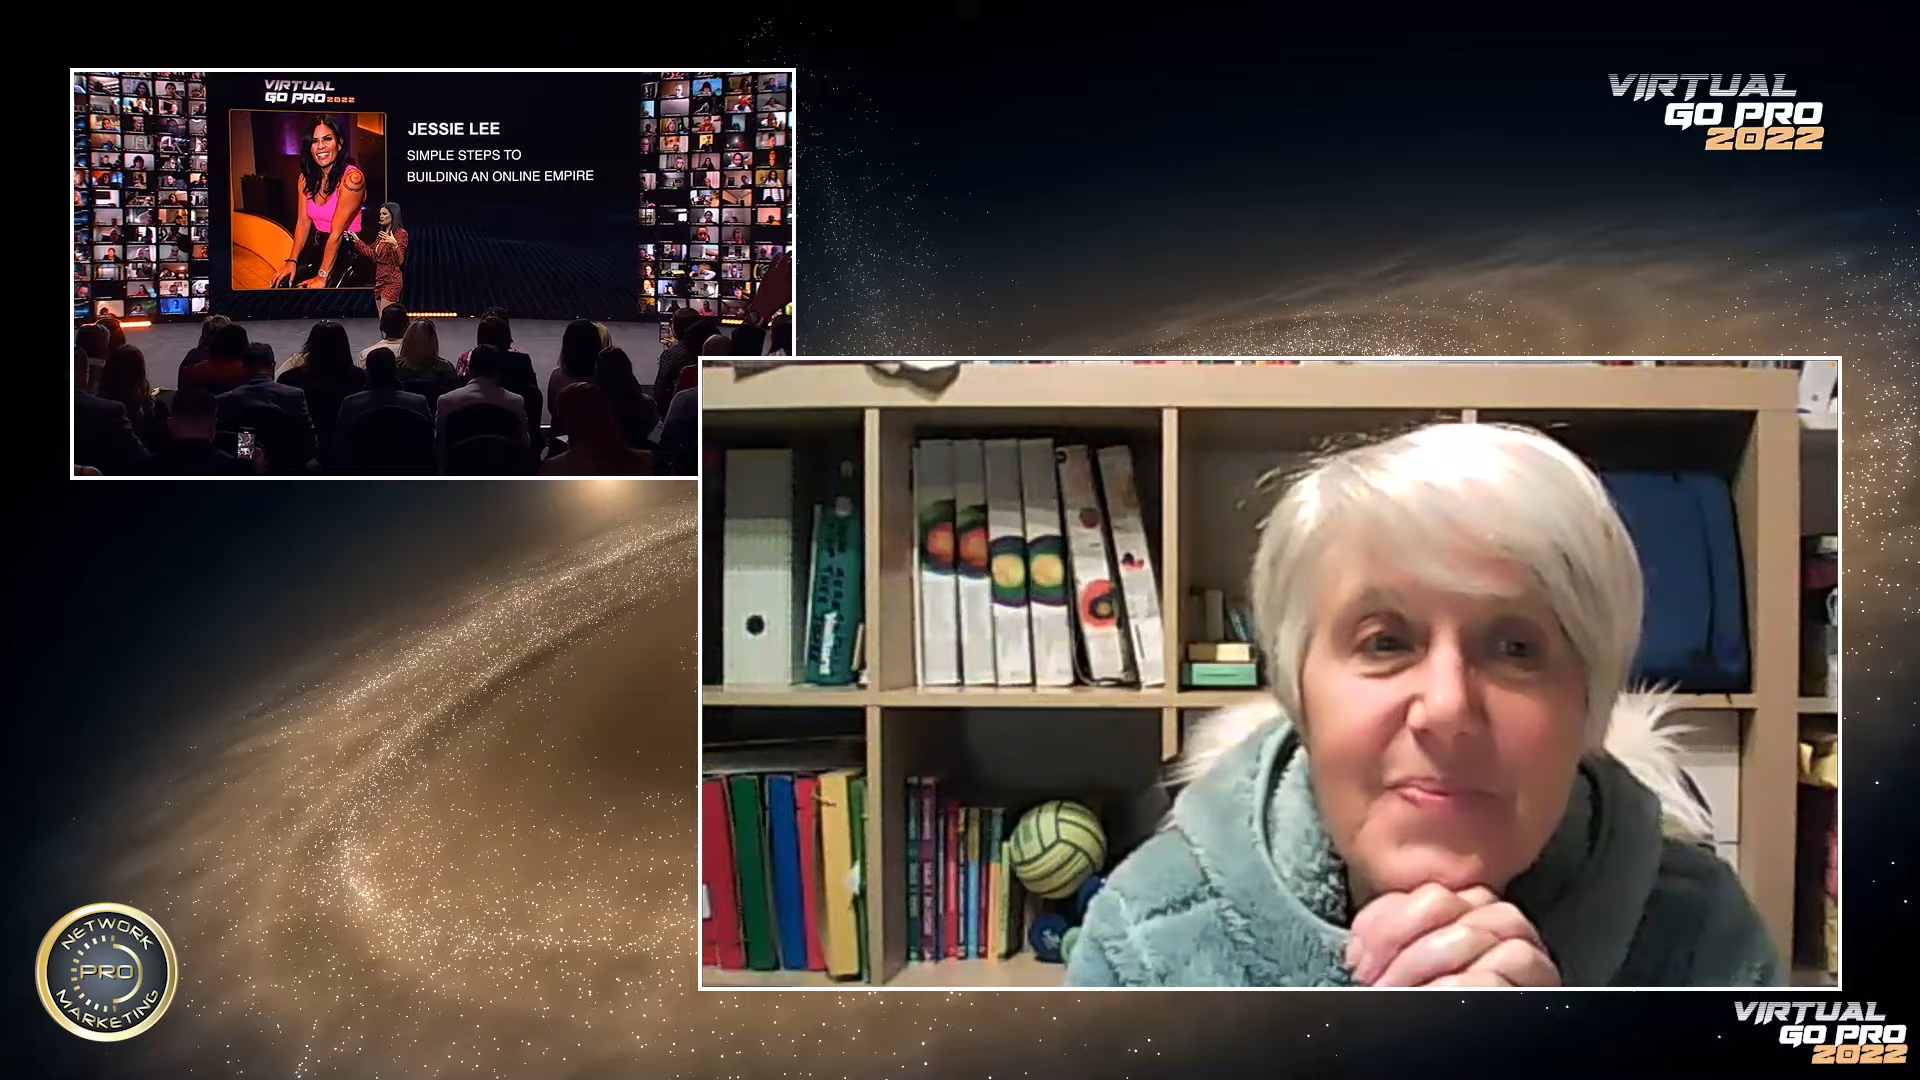 VIRTUAL
GO PRO 2022
JESSIE LEE
SIMPLE STEPS TO
BUILDING AN ONLINE EMPIRE
VIRTUAL
GO PRO
2022
NETWORK
PRO
MARKETING
VIRTUAL
GO PRO
2022